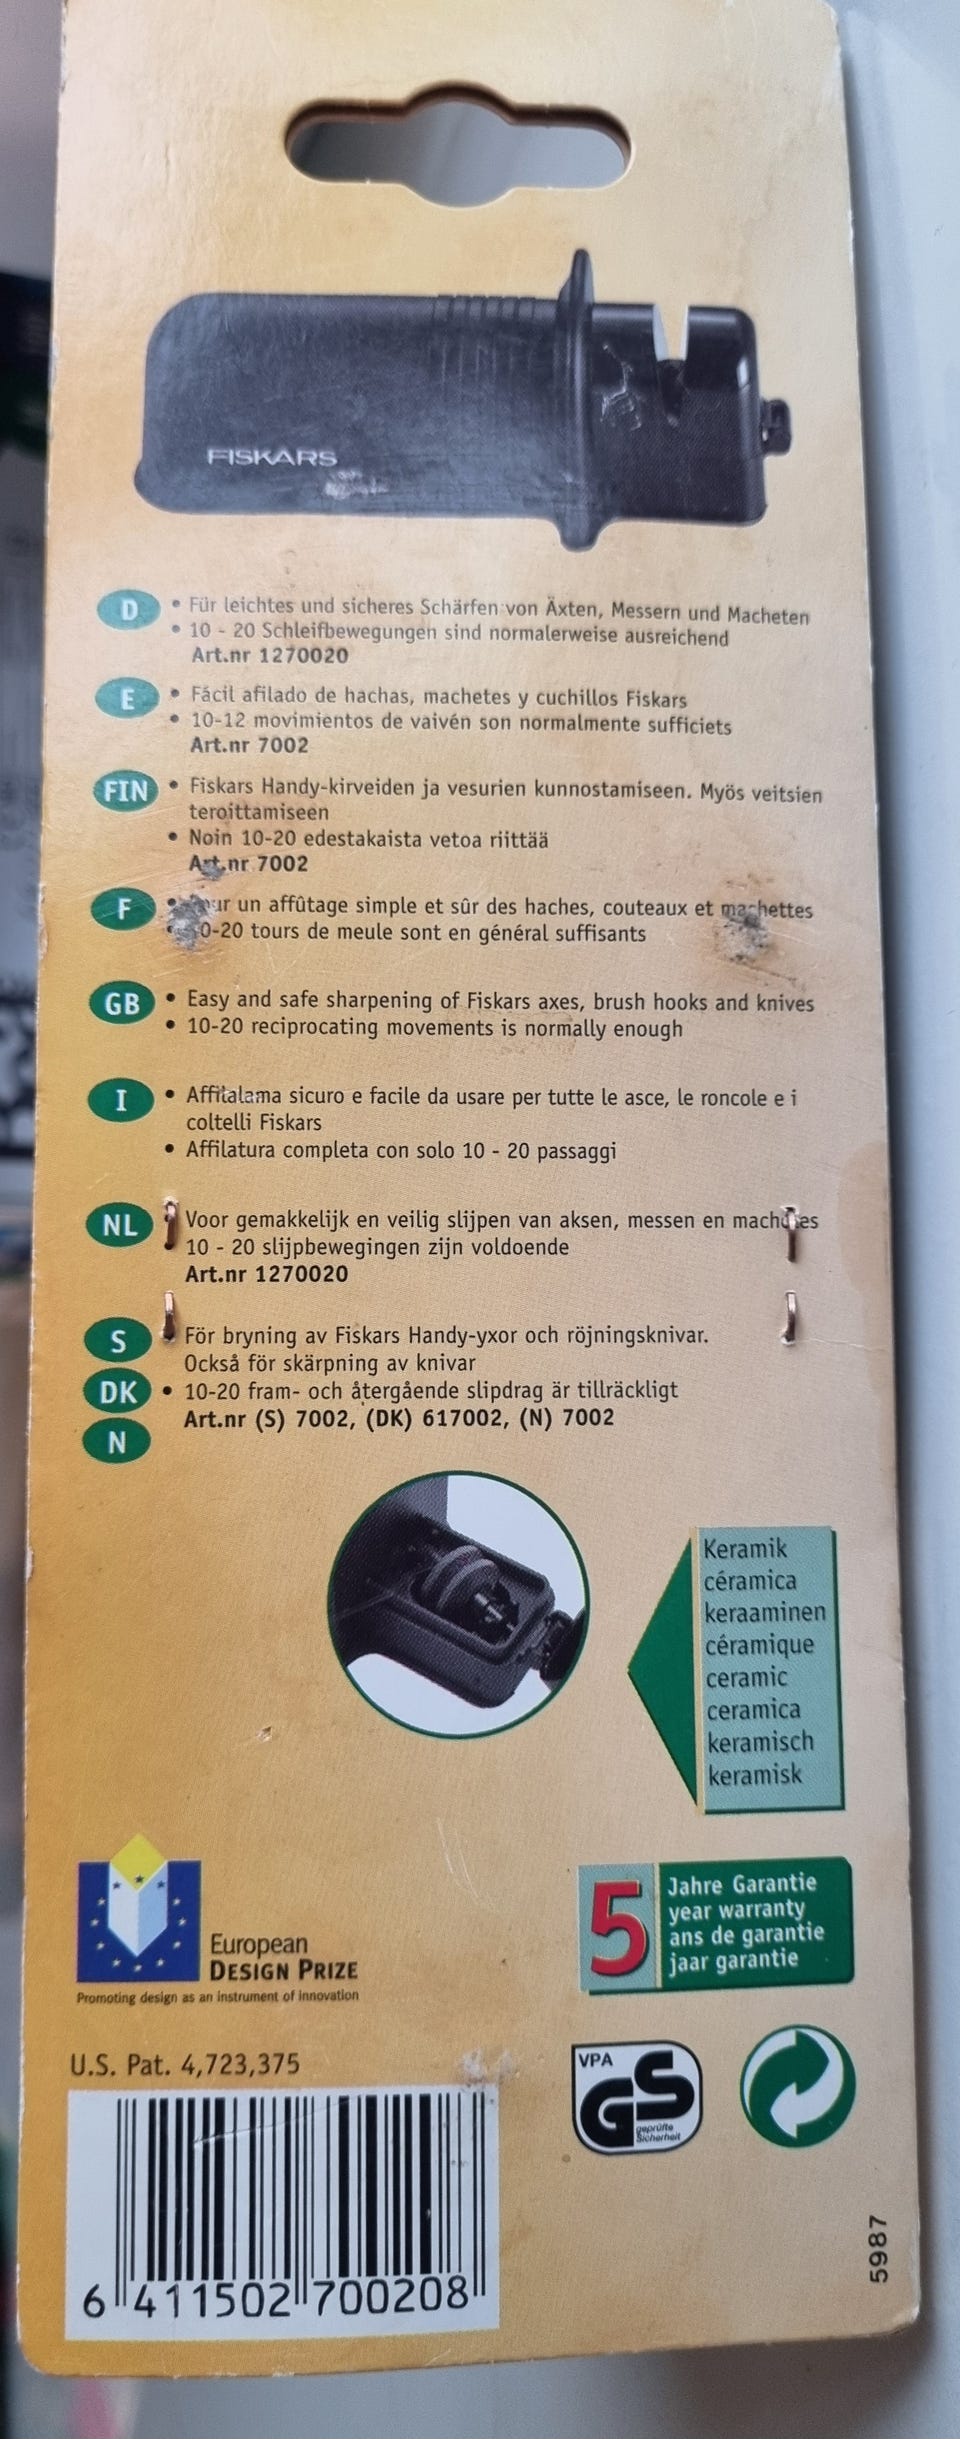 FISKARS
D
• Für leichtes und sicheres Schärfen von Äxten, Messern und Macheten
• 10 - 20 Schleifbewegungen sind normalerweise ausreichend
Art.nr 1270020
E
• Fácil afilado de hachas, machetes y cuchillos Fiskars
• 10-12 movimientos de vaivén son normalmente sufficiets
Art.nr 7002
FIN
• Fiskars Handy-kirveiden ja vesurien kunnostamiseen. Myös veitsien
teroittamiseen
• Noin 10-20 edestakaista vetoa riittää
Art.nr 7002
F
• un affûtage simple et sûr des haches, couteaux et machettes
0-20 tours de meule sont en général suffisants
GB
• Easy and safe sharpening of Fiskars axes, brush hooks and knives
• 10-20 reciprocating movements is normally enough
I
• Affilalama sicuro e facile da usare per tutte le asce, le roncole e i
coltelli Fiskars
• Affilatura completa con solo 10 - 20 passaggi
NL
Voor gemakkelijk en veilig slijpen van aksen, messen en machetes
• 10 - 20 slijpbewegingen zijn voldoende
Art.nr 1270020
S
• För bryning av Fiskars Handy-yxor och röjningsknivar.
Också för skärpning av knivar
DK
• 10-20 fram- och återgående slipdrag är tillräckligt
Art.nr (S) 7002, (DK) 617002, (N) 7002
N
Keramik
céramica
keraaminen
céramique
ceramic
ceramica
keramisch
keramisk
European
DESIGN PRIZE
Promoting design as an instrument of innovation
5
Jahre Garantie
year warranty
ans de garantie
jaar garantie
U.S. Pat. 4,723,375
VPA
GS
geprüfte
Sicherheit
6 411502 700208
5987